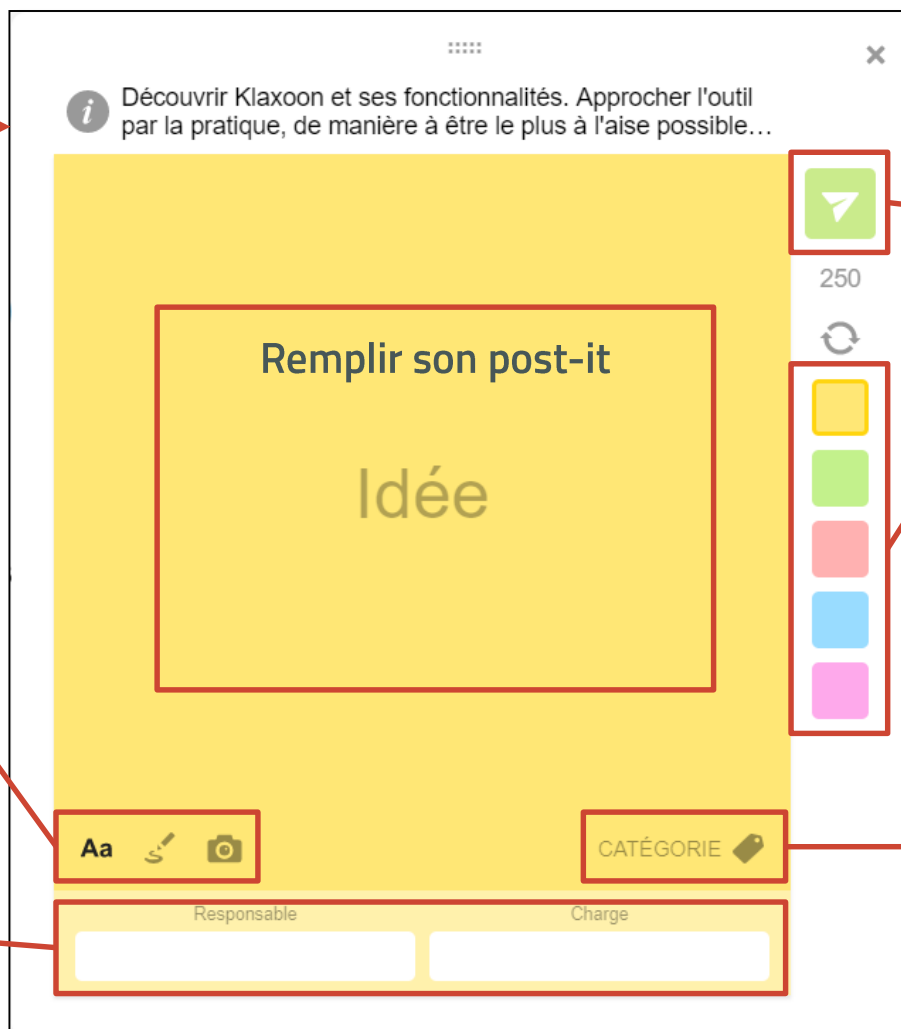 Découvrir Klaxoon et ses fonctionnalités. Approcher l'outil
par la pratique, de manière à être le plus à l'aise possible…
250
Remplir son post-it
Idée
Aa
CATÉGORIE
Responsable
Charge